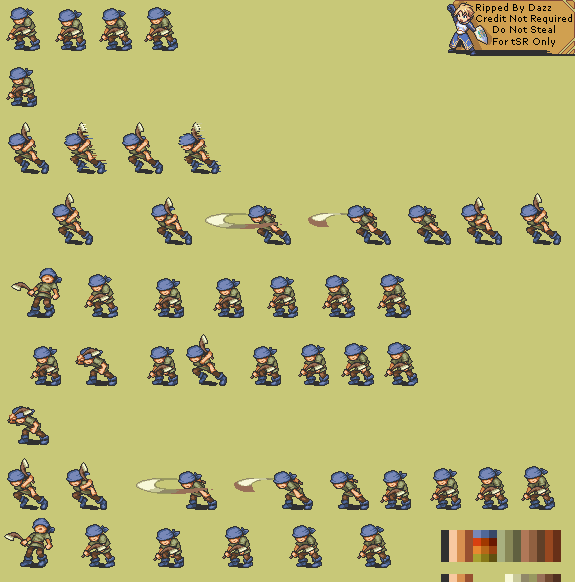 Ripped By Dazz
Credit Not Required
Do Not Steal
For tSR Only